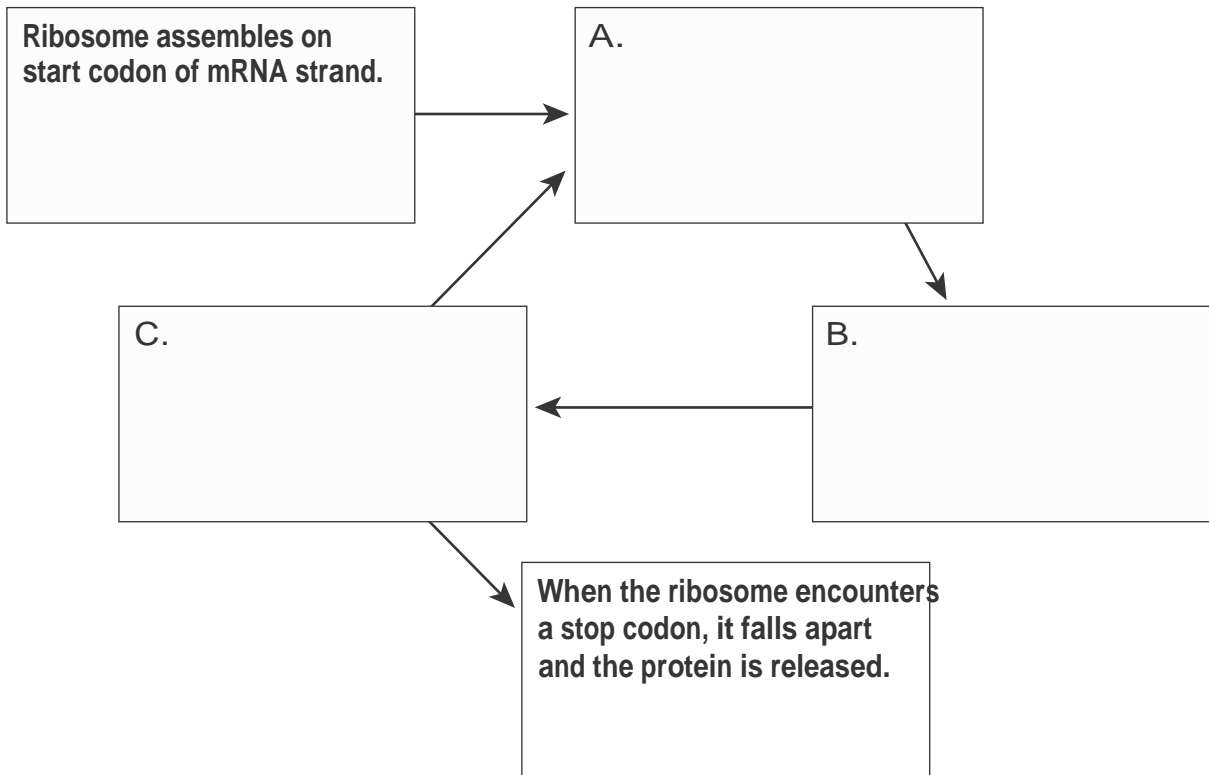 Ribosome assembles on
start codon of mRNA strand.
A.
C.
B.
When the ribosome encounters
a stop codon, it falls apart
and the protein is released.